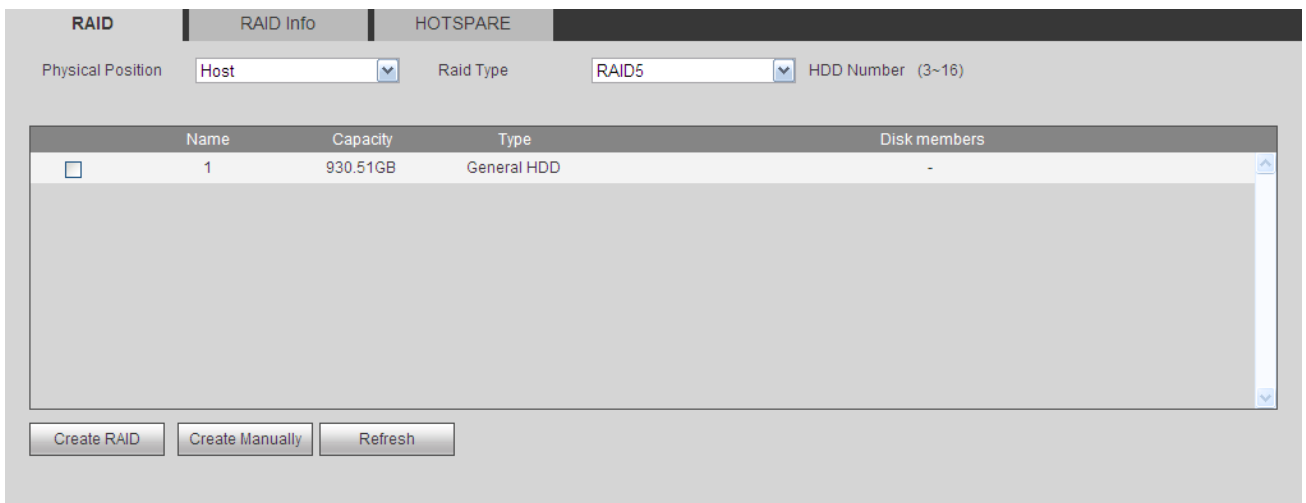 RAID RAID Info HOTSPARE
Physical Position Host Raid Type RAID5 HDD Number (3~16)
Name Capacity Type Disk members
1 930.51GB General HDD -
Create RAID Create Manually Refresh